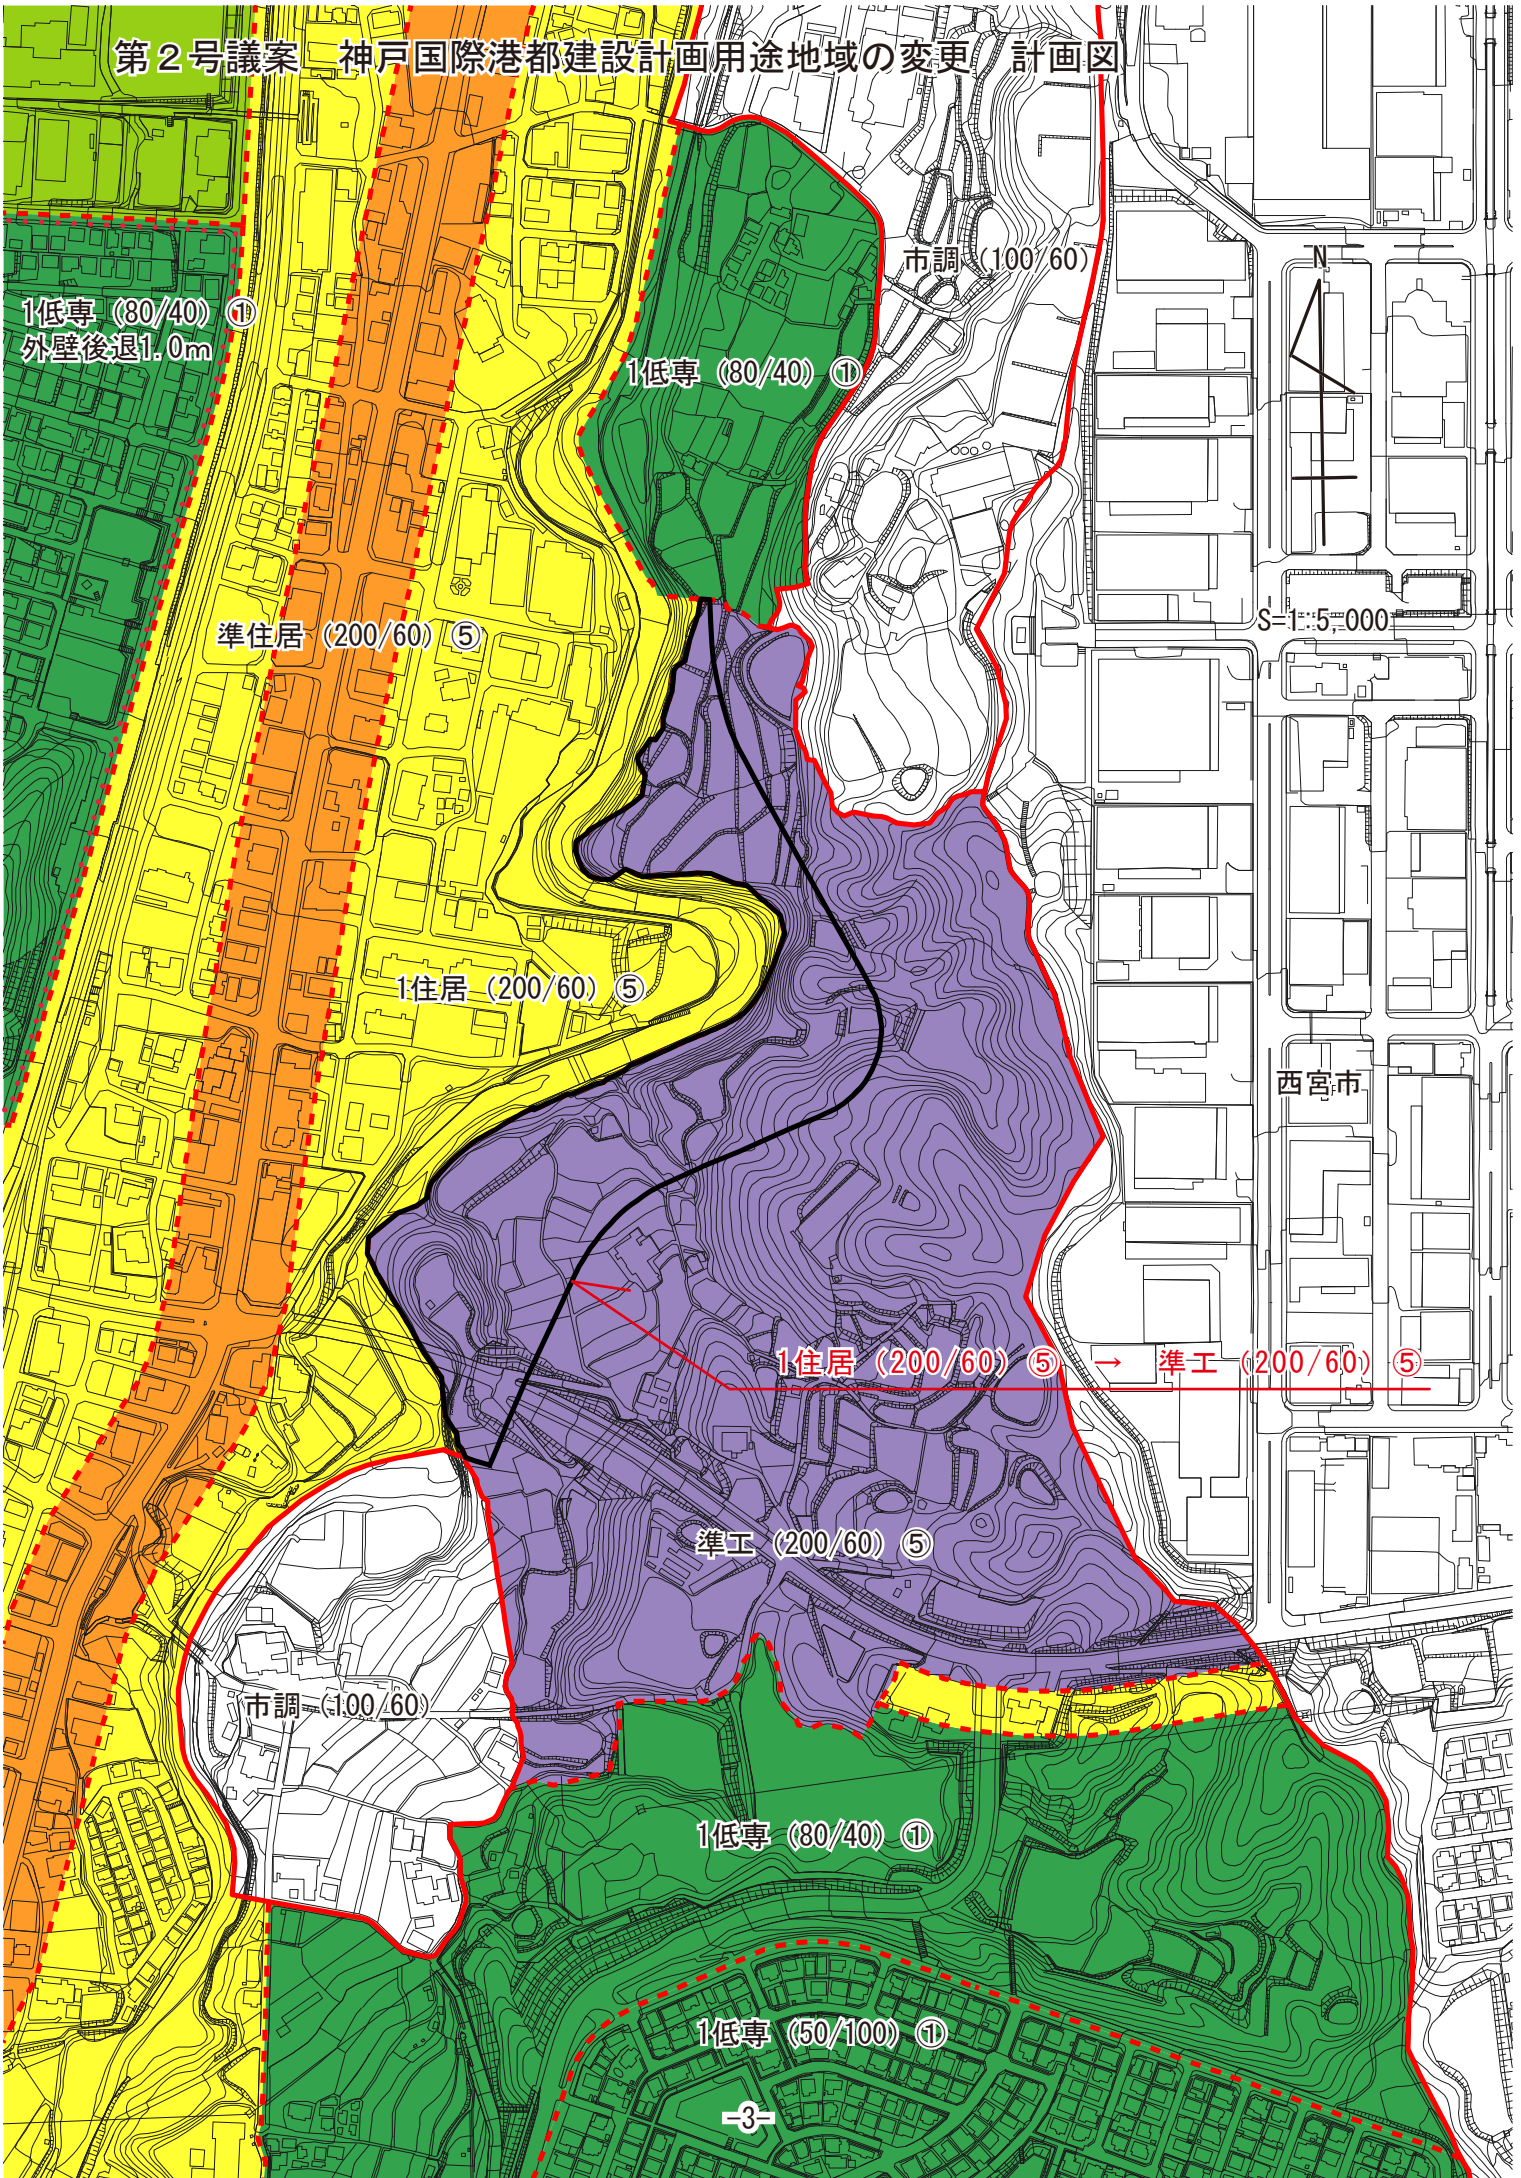 第２号議案　神戸国際港都建設計画用途地域の変更　計画図
市調（100/60）
N
1低専（80/40）①
外壁後退1.0m
1低専（80/40）①
S=1:5,000
準住居（200/60）⑤
1住居（200/60）⑤
西宮市
1住居（200/60）⑤　→　準工（200/60）⑤
準工（200/60）⑤
市調（100/60）
1低専（80/40）①
1低専（50/100）①
-3-